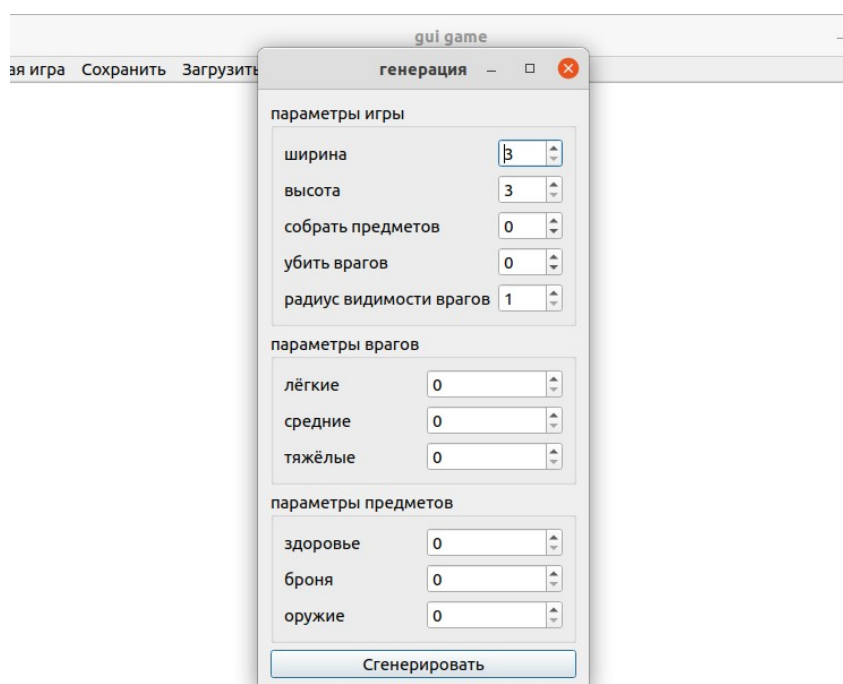 gui game
ая игра Сохранить Загрузить
генерация
параметры игры
ширина 3
высота 3
собрать предметов 0
убить врагов 0
радиус видимости врагов 1
параметры врагов
лёгкие 0
средние 0
тяжёлые 0
параметры предметов
здоровье 0
броня 0
оружие 0
Сгенерировать